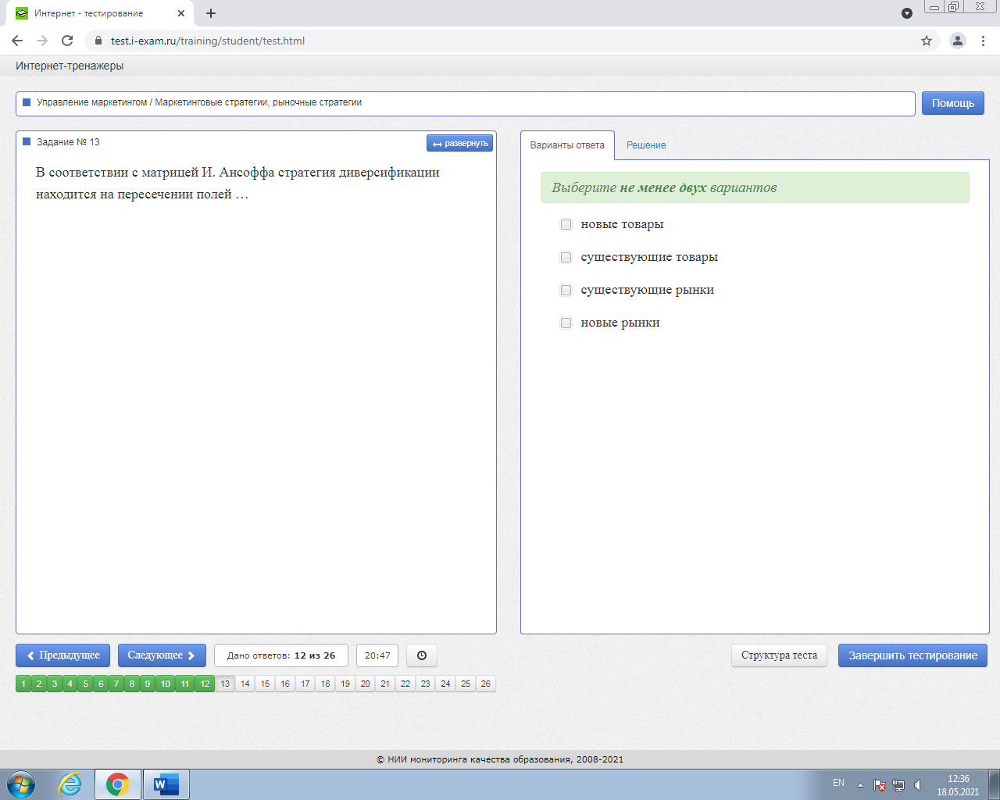 Интернет - тестирование
test.i-exam.ru/training/student/test.html
Интернет-тренажеры
Управление маркетингом / Маркетинговые стратегии, рыночные стратегии
Помощь
Задание № 13
развернуть
В соответствии с матрицей И. Ансоффа стратегия диверсификации
находится на пересечении полей …
Варианты ответа
Решение
Выберите не менее двух вариантов
новые товары
существующие товары
существующие рынки
новые рынки
Предыдущее
Следующее
Дано ответов: 12 из 26
20:47
Структура теста
Завершить тестирование
1 2 3 4 5 6 7 8 9 10 11 12 13 14 15 16 17 18 19 20 21 22 23 24 25 26
© НИИ мониторинга качества образования, 2008-2021
EN
12:36
18.05.2021